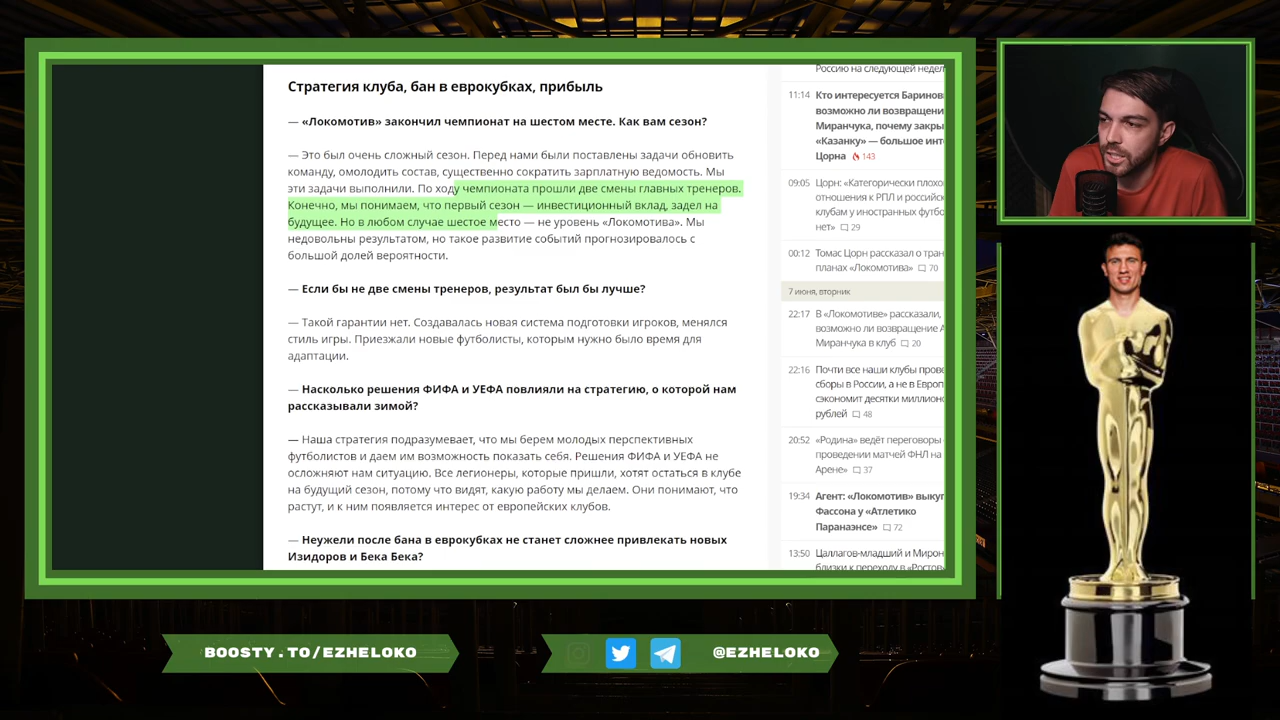 Стратегия клуба, бан в еврокубках, прибыль
— «Локомотив» закончил чемпионат на шестом месте. Как вам сезон?
— Это был очень сложный сезон. Перед нами были поставлены задачи обновить
команду, омолодить состав, существенно сократить зарплатную ведомость. Мы
эти задачи выполнили. По ходу чемпионата прошли две смены главных тренеров.
Конечно, мы понимаем, что первый сезон — инвестиционный вклад, задел на
будущее. Но в любом случае шестое место — не уровень «Локомотива». Мы
недовольны результатом, но такое развитие событий прогнозировалось с
большой долей вероятности.
— Если бы не две смены тренеров, результат был бы лучше?
— Такой гарантии нет. Создавалась новая система подготовки игроков, менялся
стиль игры. Приезжали новые футболисты, которым нужно было время для
адаптации.
— Насколько решения ФИФА и УЕФА повлияли на стратегию, о которой нам
рассказывали зимой?
— Наша стратегия подразумевает, что мы берем молодых перспективных
футболистов и даем им возможность показать себя. Решения ФИФА и УЕФА не
осложняют нам ситуацию. Все легионеры, которые пришли, хотят остаться в клубе
на будущий сезон, потому что видят, какую работу мы делаем. Они понимают, что
растут, и к ним появляется интерес от европейских клубов.
— Неужели после бана в еврокубках не станет сложнее привлекать новых
Изидоров и Бека Бека?
Россию на следующей недел
11:14 Кто интересуется Баринов
возможно ли возвращени
Миранчука, почему закры
«Казанку» — большое инт
Цорна 143
09:05 Цорн: «Категорически плохо
отношения к РПЛ и российск
клубам у иностранных футбо
нет» 29
00:12 Томас Цорн рассказал о тран
планах «Локомотива» 70
7 июня, вторник
22:17 В «Локомотиве» рассказали,
возможно ли возвращение А
Миранчука в клуб 20
22:16 Почти все наши клубы прове
сборы в России, а не в Европ
сэкономит десятки миллионо
рублей 48
20:52 «Родина» ведёт переговоры
проведении матчей ФНЛ на
Арене» 37
19:34 Агент: «Локомотив» выкуп
Фассона у «Атлетико
Паранаэнсе» 72
13:50 Цаллагов-младший и Мирон
близки к переходу в «Ростов»
BOOSTY.TO/EZHELOKO
@EZHELOKO